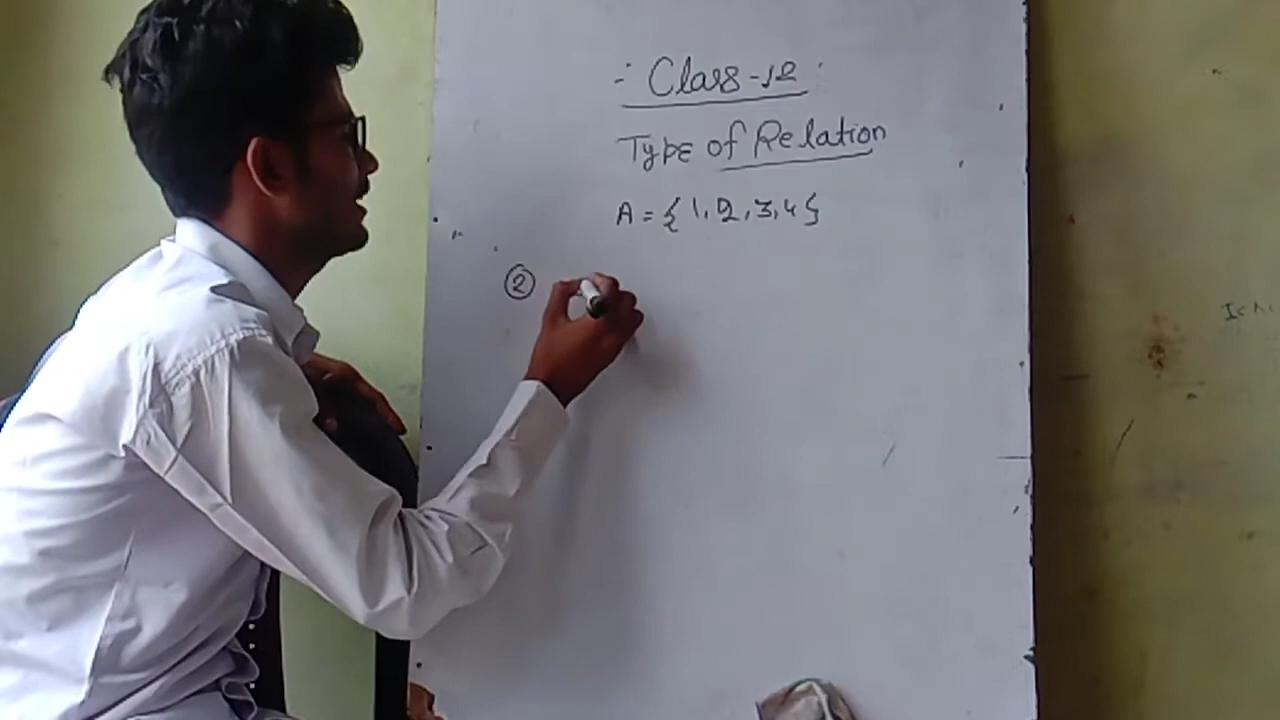 -: Class-12 :
Type of Relation
A = { 1, 2, 3, 4 }
②